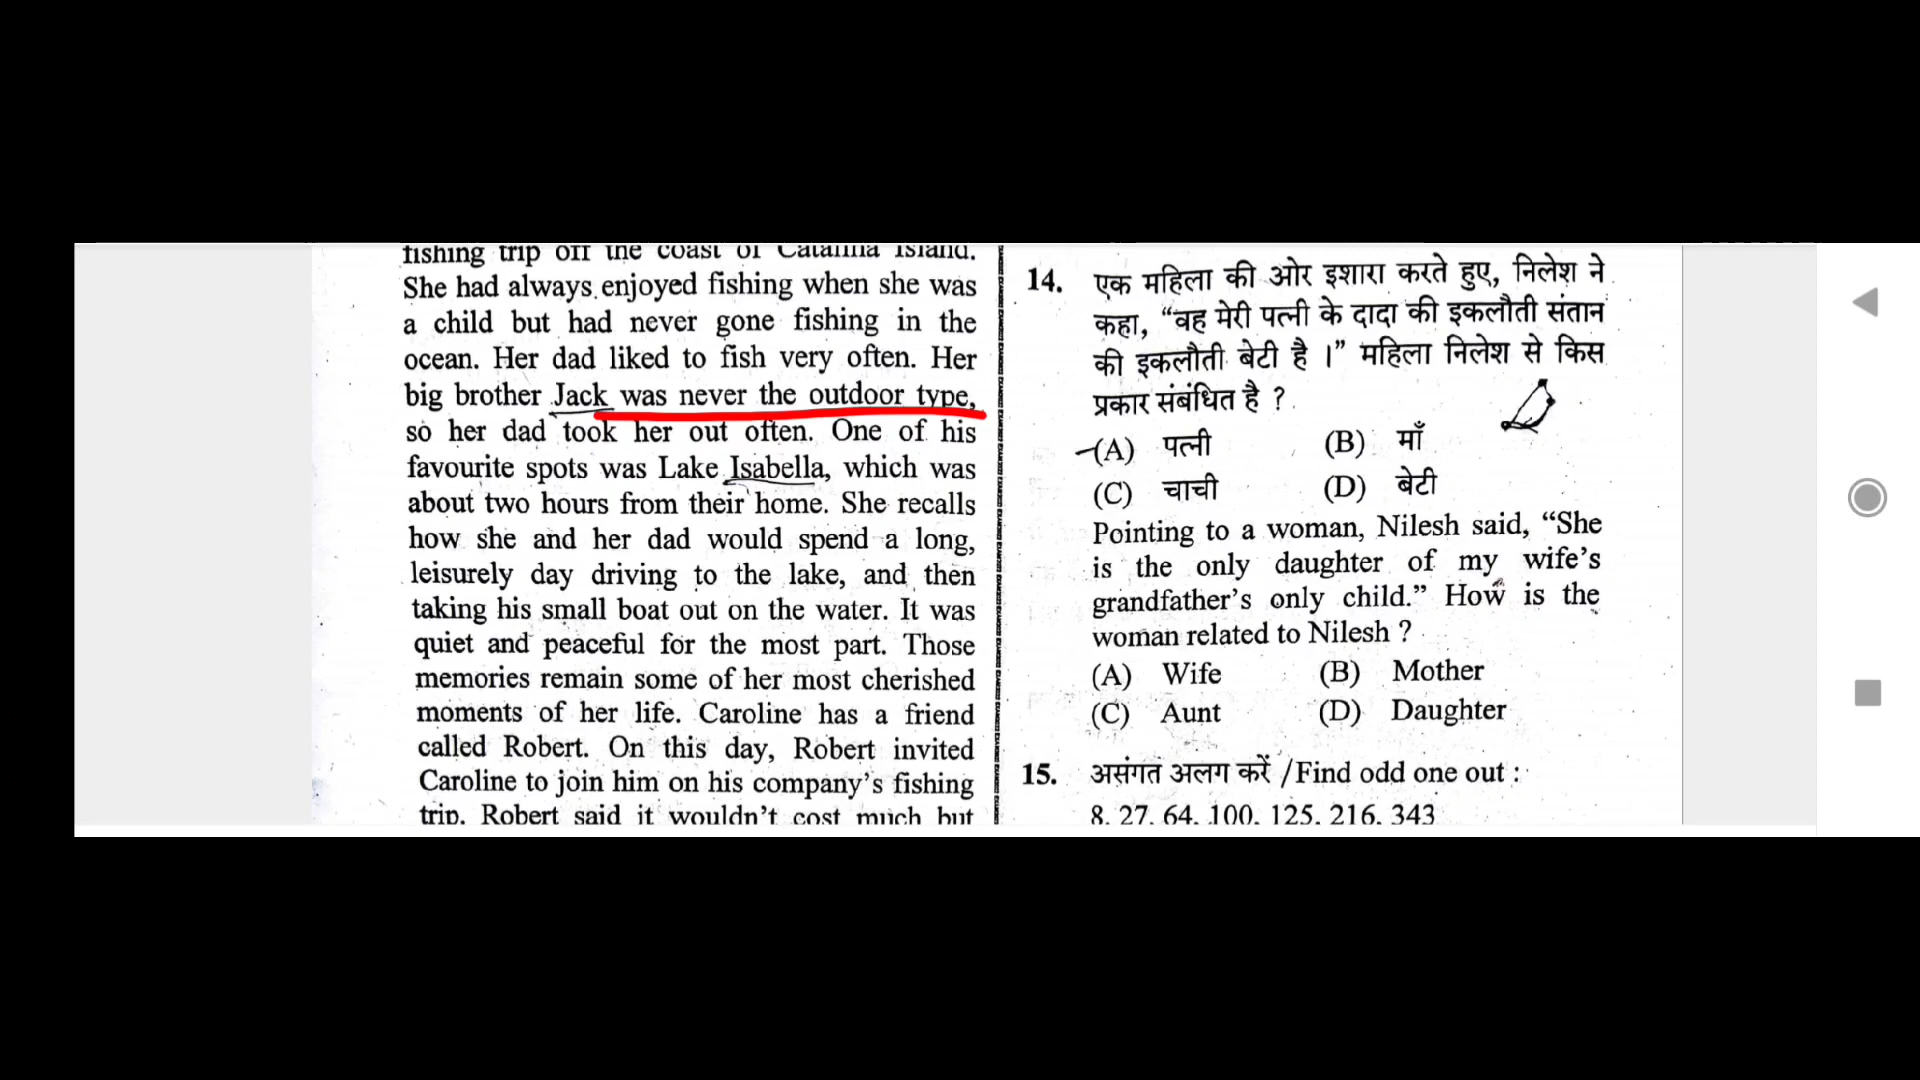 fishing trip off the coast of Catalina Island.
She had always enjoyed fishing when she was
a child but had never gone fishing in the
ocean. Her dad liked to fish very often. Her
big brother Jack was never the outdoor type,
so her dad took her out often. One of his
favourite spots was Lake Isabella, which was
about two hours from their home. She recalls
how she and her dad would spend a long,
leisurely day driving to the lake, and then
taking his small boat out on the water. It was
quiet and peaceful for the most part. Those
memories remain some of her most cherished
moments of her life. Caroline has a friend
called Robert. On this day, Robert invited
Caroline to join him on his company's fishing
trip. Robert said it wouldn't cost much but
14. एक महिला की ओर इशारा करते हुए, निलेश ने
कहा, “वह मेरी पत्नी के दादा की इकलौती संतान
की इकलौती बेटी है ।” महिला निलेश से किस
प्रकार संबंधित है ?
(A) पत्नी (B) माँ
(C) चाची (D) बेटी
Pointing to a woman, Nilesh said, “She
is the only daughter of my wife's
grandfather's only child.” How is the
woman related to Nilesh ?
(A) Wife (B) Mother
(C) Aunt (D) Daughter
15. असंगत अलग करें /Find odd one out :
8, 27, 64, 100, 125, 216, 343